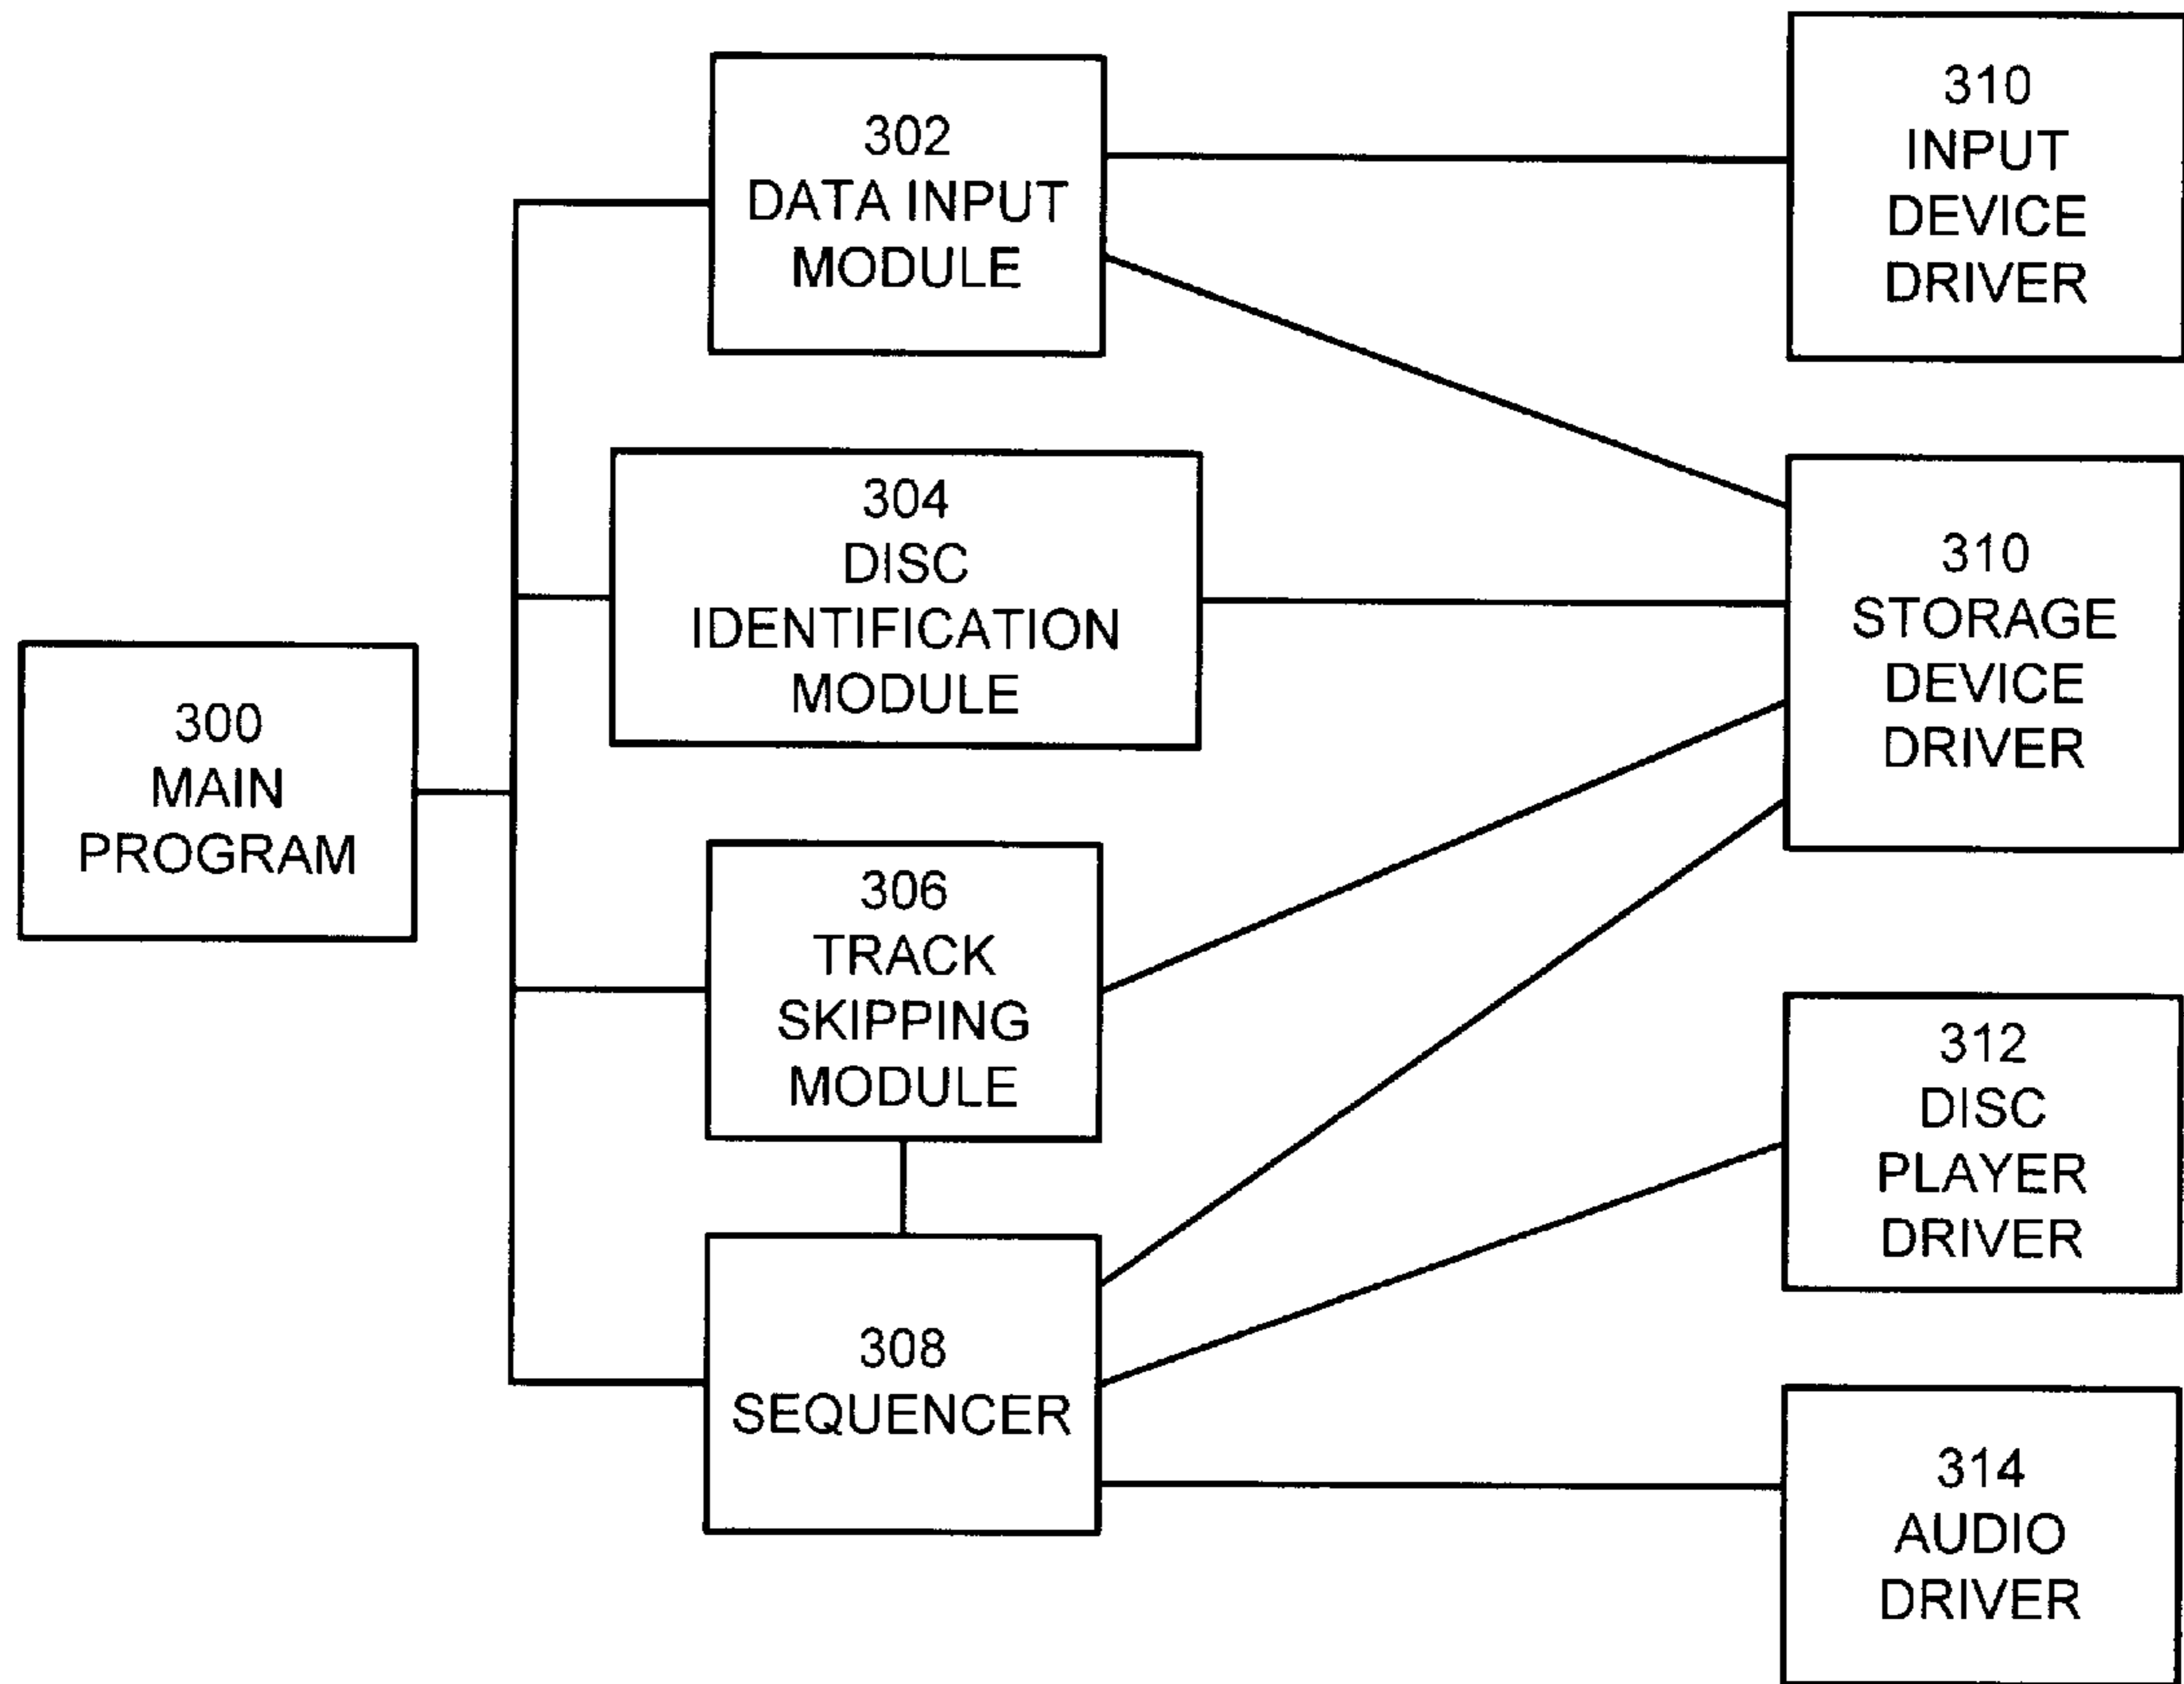 300
MAIN
PROGRAM
302
DATA INPUT
MODULE
304
DISC
IDENTIFICATION
MODULE
306
TRACK
SKIPPING
MODULE
308
SEQUENCER
310
INPUT
DEVICE
DRIVER
310
STORAGE
DEVICE
DRIVER
312
DISC
PLAYER
DRIVER
314
AUDIO
DRIVER